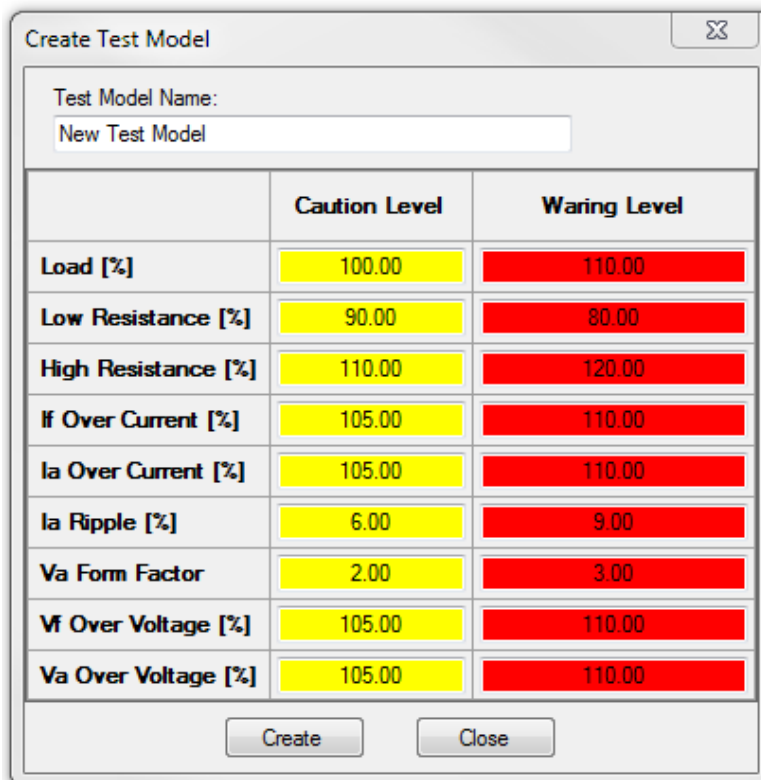 Create Test Model
Test Model Name:
New Test Model
Caution Level Waring Level
Load [%] 100.00 110.00
Low Resistance [%] 90.00 80.00
High Resistance [%] 110.00 120.00
If Over Current [%] 105.00 110.00
Ia Over Current [%] 105.00 110.00
Ia Ripple [%] 6.00 9.00
Va Form Factor 2.00 3.00
Vf Over Voltage [%] 105.00 110.00
Va Over Voltage [%] 105.00 110.00
Create Close